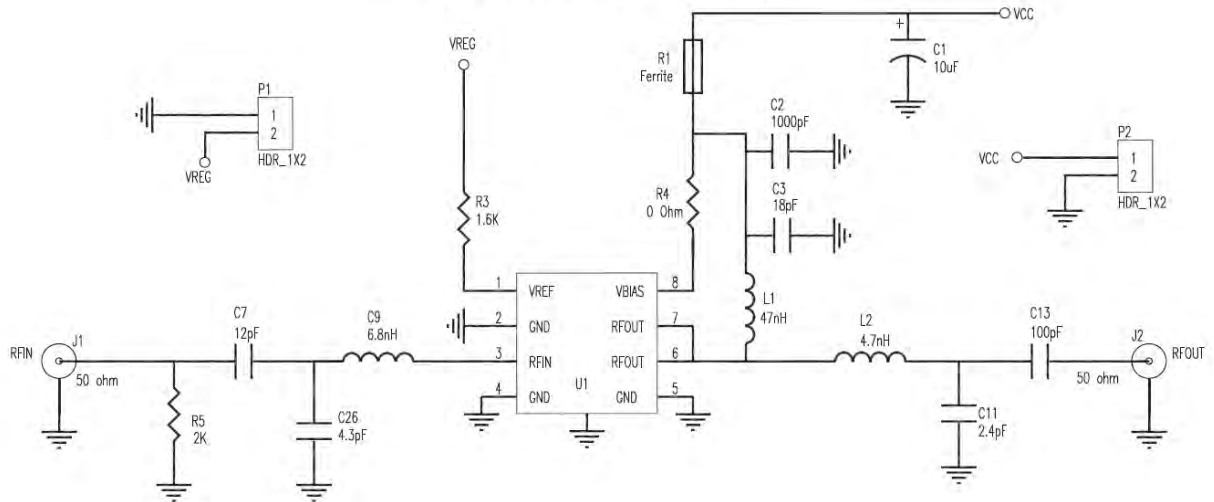 VCC
+
C1
10uF
R1
Ferrite
VREG
P1
1
2
HDR_1X2
VREG
C2
1000pF
P2
VCC
1
2
HDR_1X2
R3
1.6K
R4
0 Ohm
C3
18pF
1
VREF
VBIAS
8
2
GND
RFOUT
7
3
RFIN
RFOUT
6
4
GND
GND
5
U1
L1
47nH
RFIN
J1
50 ohm
C7
12pF
C9
6.8nH
R5
2K
C26
4.3pF
L2
4.7nH
C13
100pF
C11
2.4pF
J2
RFOUT
50 ohm